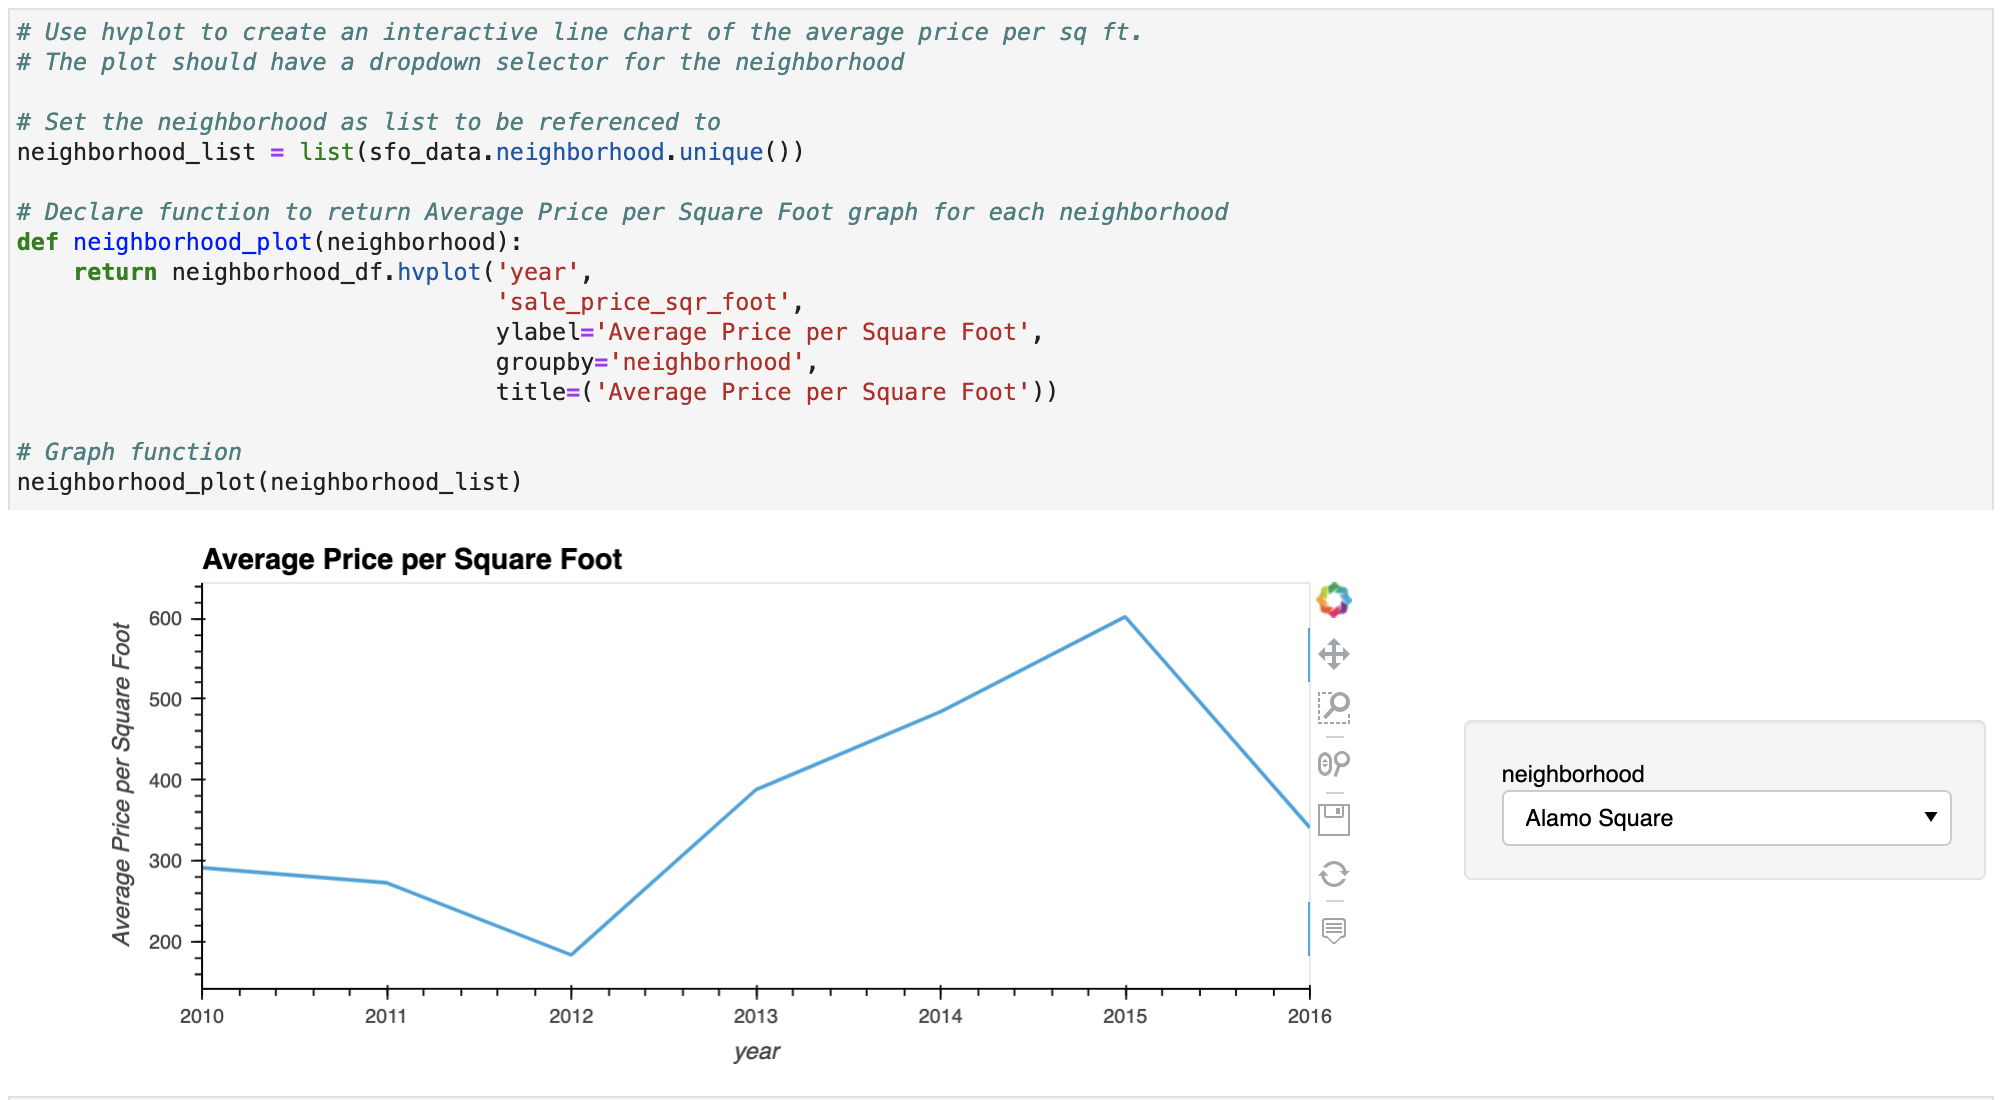 # Use hvplot to create an interactive line chart of the average price per sq ft.
# The plot should have a dropdown selector for the neighborhood
# Set the neighborhood as list to be referenced to
neighborhood_list = list(sfo_data.neighborhood.unique())
# Declare function to return Average Price per Square Foot graph for each neighborhood
def neighborhood_plot(neighborhood):
    return neighborhood_df.hvplot('year',
                                  'sale_price_sqr_foot',
                                  ylabel='Average Price per Square Foot',
                                  groupby='neighborhood',
                                  title=('Average Price per Square Foot'))
# Graph function
neighborhood_plot(neighborhood_list)
Average Price per Square Foot
Average Price per Square Foot
600
500
400
300
200
2010 2011 2012 2013 2014 2015 2016
year
neighborhood
Alamo Square